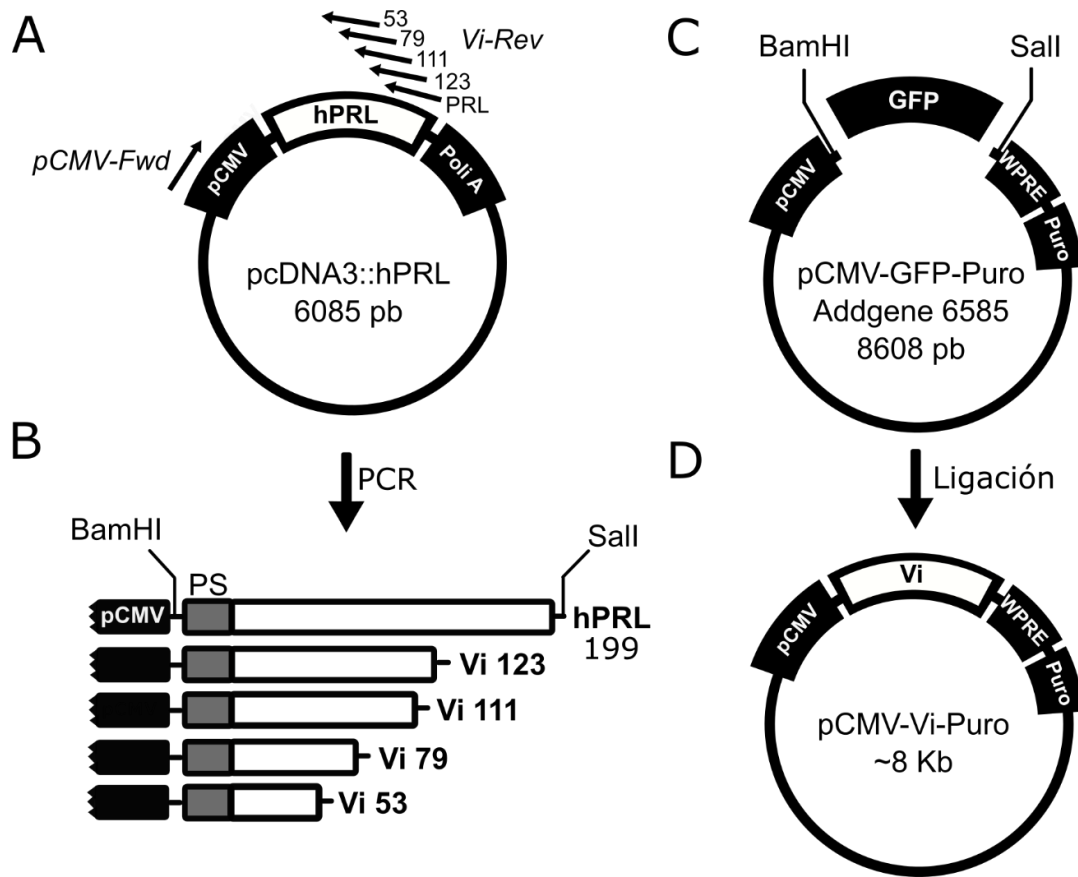 A
53
79
111
123
PRL
Vi-Rev
pCMV-Fwd
pCMV
hPRL
Poli A
pcDNA3::hPRL
6085 pb
B
PCR
BamHI
SalI
PS
pCMV
hPRL
199
Vi 123
Vi 111
Vi 79
Vi 53
C
BamHI
SalI
GFP
pCMV
WPRE
Puro
pCMV-GFP-Puro
Addgene 6585
8608 pb
D
Ligación
Vi
pCMV
WPRE
Puro
pCMV-Vi-Puro
~8 Kb